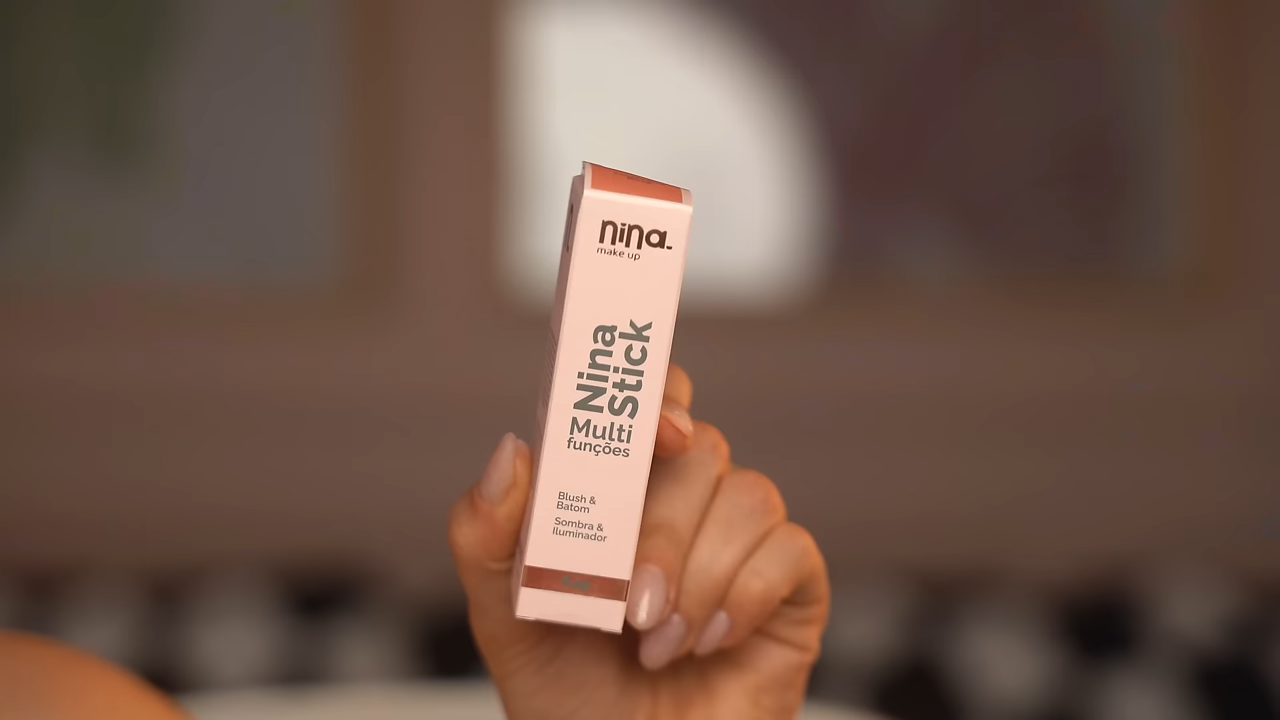 nina.
make up
Nina
Stick
Multi
funções
Blush &
Batom
Sombra &
Iluminador